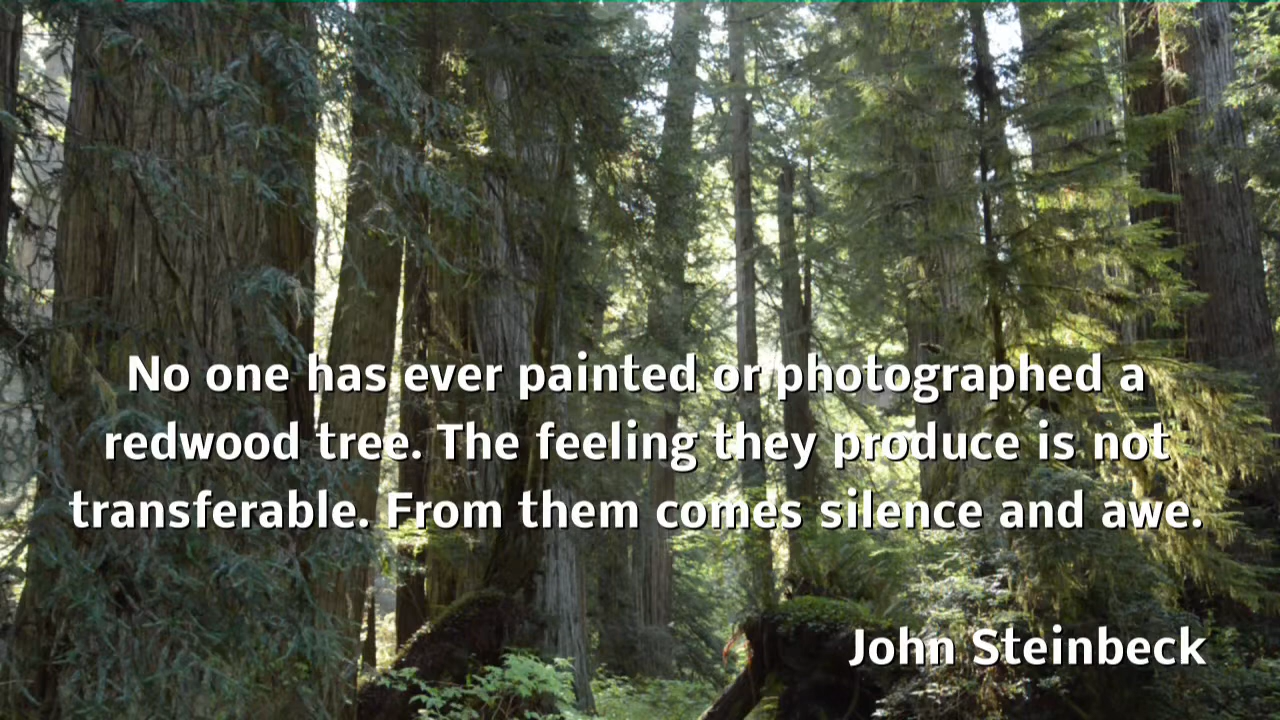 No one has ever painted or photographed a
redwood tree. The feeling they produce is not
transferable. From them comes silence and awe.
John Steinbeck